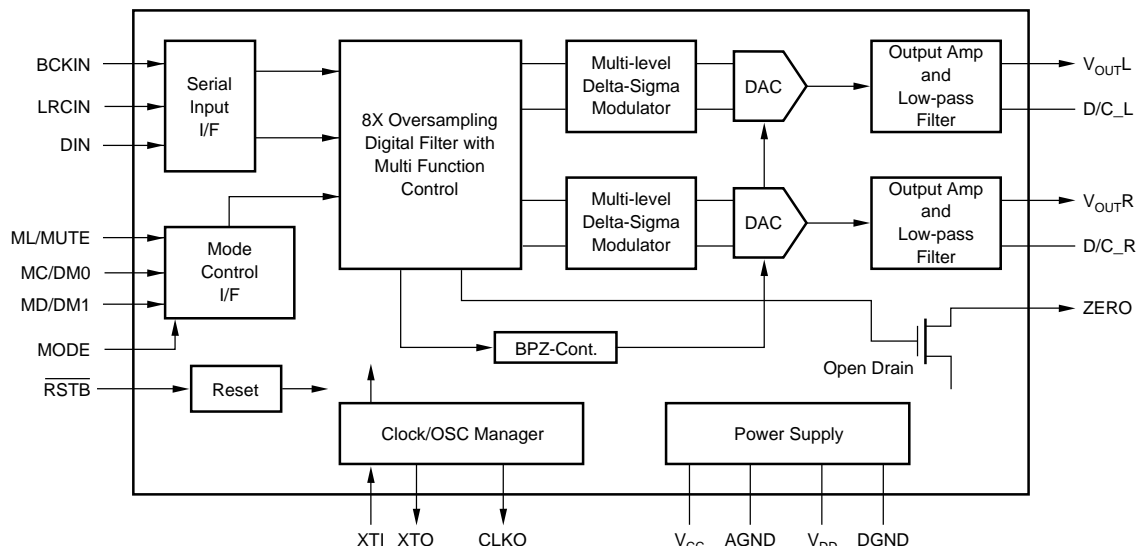 BCKIN
LRCIN
DIN
Serial
Input
I/F
8X Oversampling
Digital Filter with
Multi Function
Control
Multi-level
Delta-Sigma
Modulator
DAC
Output Amp
and
Low-pass
Filter
VOUTL
D/C_L
Multi-level
Delta-Sigma
Modulator
DAC
Output Amp
and
Low-pass
Filter
VOUTR
D/C_R
ML/MUTE
MC/DM0
MD/DM1
MODE
Mode
Control
I/F
BPZ-Cont.
Open Drain
ZERO
RSTB
Reset
Clock/OSC Manager
Power Supply
XTI
XTO
CLKO
VCC
AGND
VDD
DGND